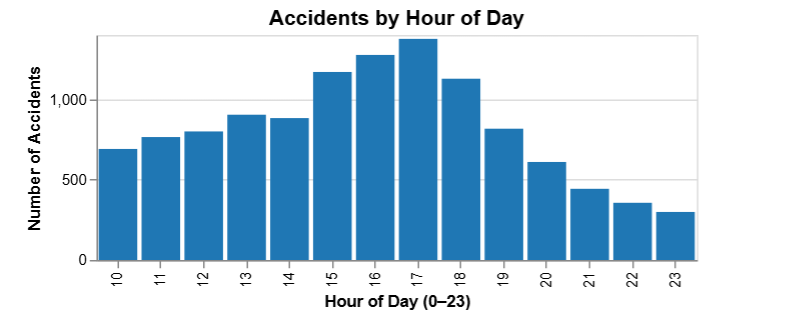 Accidents by Hour of Day
Number of Accidents
1,000
500
0
10 11 12 13 14 15 16 17 18 19 20 21 22 23
Hour of Day (0–23)